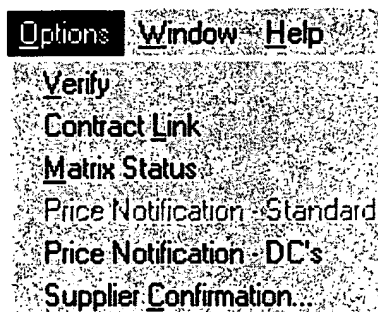 Options Window Help
Verify
Contract Link
Matrix Status
Price Notification - Standard
Price Notification - DC's
Supplier Confirmation...